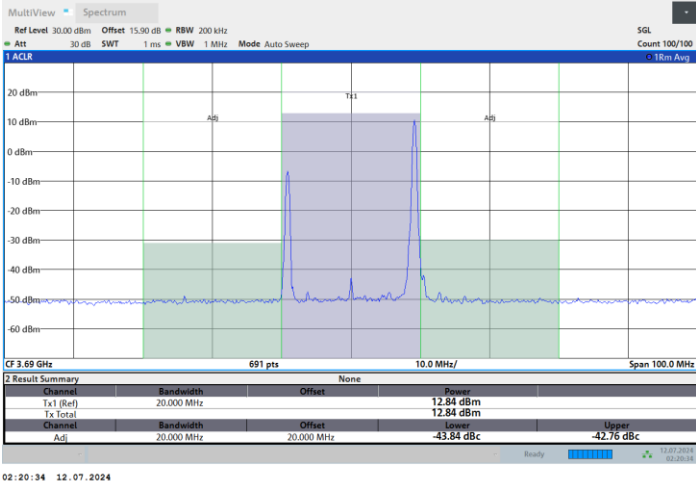 MultiView Spectrum
Ref Level 30.00 dBm Offset 15.90 dB RBW 200 kHz SGL
Att 30 dB SWT 1 ms VBW 1 MHz Mode Auto Sweep Count 100/100
1 ACLR 1Rm Avg
20 dBm
Tx1
10 dBm
Adj Adj
0 dBm
-10 dBm
-20 dBm
-30 dBm
-40 dBm
-50 dBm
-60 dBm
CF 3.69 GHz 691 pts 10.0 MHz/ Span 100.0 MHz
2 Result Summary None
Channel Bandwidth Offset Power
Tx1 (Ref) 20.000 MHz 12.84 dBm
Tx Total 12.84 dBm
Channel Bandwidth Offset Lower Upper
Adj 20.000 MHz 20.000 MHz -43.84 dBc -42.76 dBc
Ready 12.07.2024
02:20:34
02:20:34 12.07.2024